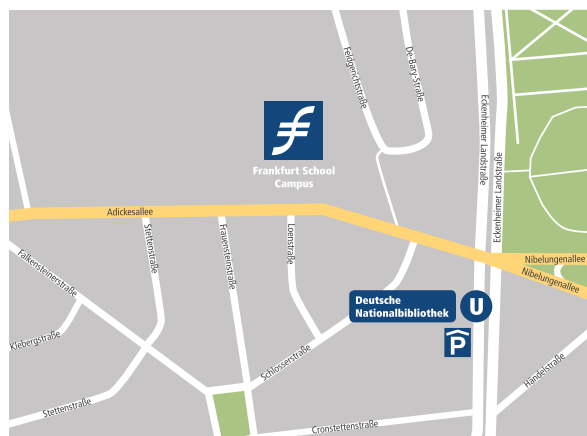 Feldgerichtstraße
De-Bary-Straße
Eckenheimer Landstraße
Eckenheimer Landstraße
Frankfurt School
Campus
Adickesallee
Stettenstraße
Frauensteinstraße
Loenstraße
Falkensteinerstraße
Nibelungenallee
Nibelungenallee
Deutsche
Nationalbibliothek
U
P
Klebergstraße
Schlosserstraße
Händelstraße
Stettenstraße
Cronstettenstraße